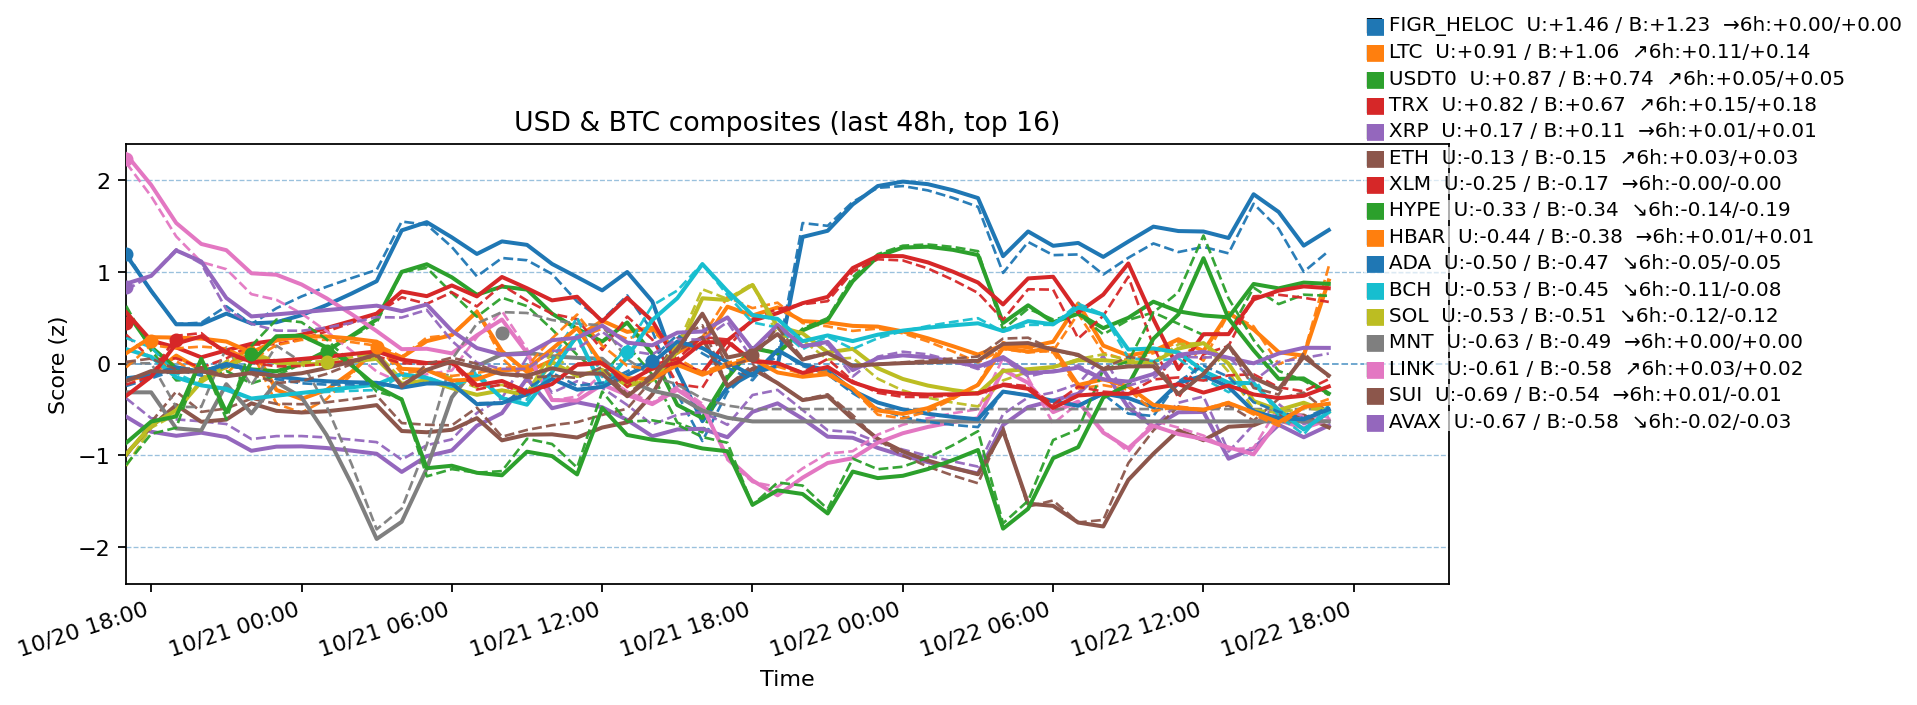 FIGR_HELOC U:+1.46 / B:+1.23 →6h:+0.00/+0.00
LTC U:+0.91 / B:+1.06 ↗6h:+0.11/+0.14
USDT0 U:+0.87 / B:+0.74 ↗6h:+0.05/+0.05
TRX U:+0.82 / B:+0.67 ↗6h:+0.15/+0.18
XRP U:+0.17 / B:+0.11 →6h:+0.01/+0.01
ETH U:-0.13 / B:-0.15 ↗6h:+0.03/+0.03
XLM U:-0.25 / B:-0.17 →6h:-0.00/-0.00
HYPE U:-0.33 / B:-0.34 ↘6h:-0.14/-0.19
HBAR U:-0.44 / B:-0.38 →6h:+0.01/+0.01
ADA U:-0.50 / B:-0.47 ↘6h:-0.05/-0.05
BCH U:-0.53 / B:-0.45 ↘6h:-0.11/-0.08
SOL U:-0.53 / B:-0.51 ↘6h:-0.12/-0.12
MNT U:-0.63 / B:-0.49 →6h:+0.00/+0.00
LINK U:-0.61 / B:-0.58 ↗6h:+0.03/+0.02
SUI U:-0.69 / B:-0.54 →6h:+0.01/-0.01
AVAX U:-0.67 / B:-0.58 ↘6h:-0.02/-0.03
USD & BTC composites (last 48h, top 16)
Score (z)
2
1
0
−1
−2
10/20 18:00
10/21 00:00
10/21 06:00
10/21 12:00
10/21 18:00
10/22 00:00
10/22 06:00
10/22 12:00
10/22 18:00
Time